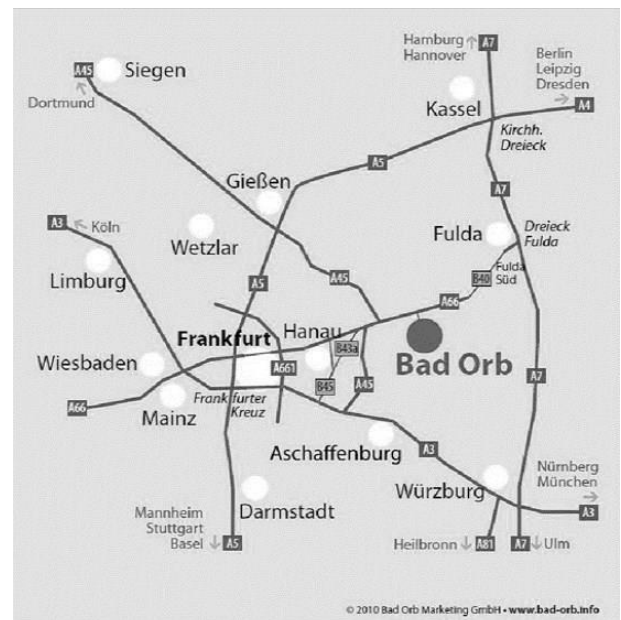 Hamburg
Hannover
A7
Berlin
Leipzig
Dresden
A4
A45
Siegen
Dortmund
Kassel
Kirchh.
Dreieck
A5
A7
Gießen
A3
Köln
Wetzlar
Fulda
Dreieck
Fulda
Limburg
A5
A45
B40
Fulda
Süd
A66
Frankfurt
Hanau
B43a
Bad Orb
Wiesbaden
A661
A66
Mainz
Frankfurter
Kreuz
B45
A45
A7
Aschaffenburg
A3
Würzburg
Nürnberg
München
A3
Darmstadt
Mannheim
Stuttgart
Basel
A5
Heilbronn
A81
A7
Ulm
© 2010 Bad Orb Marketing GmbH • www.bad-orb.info